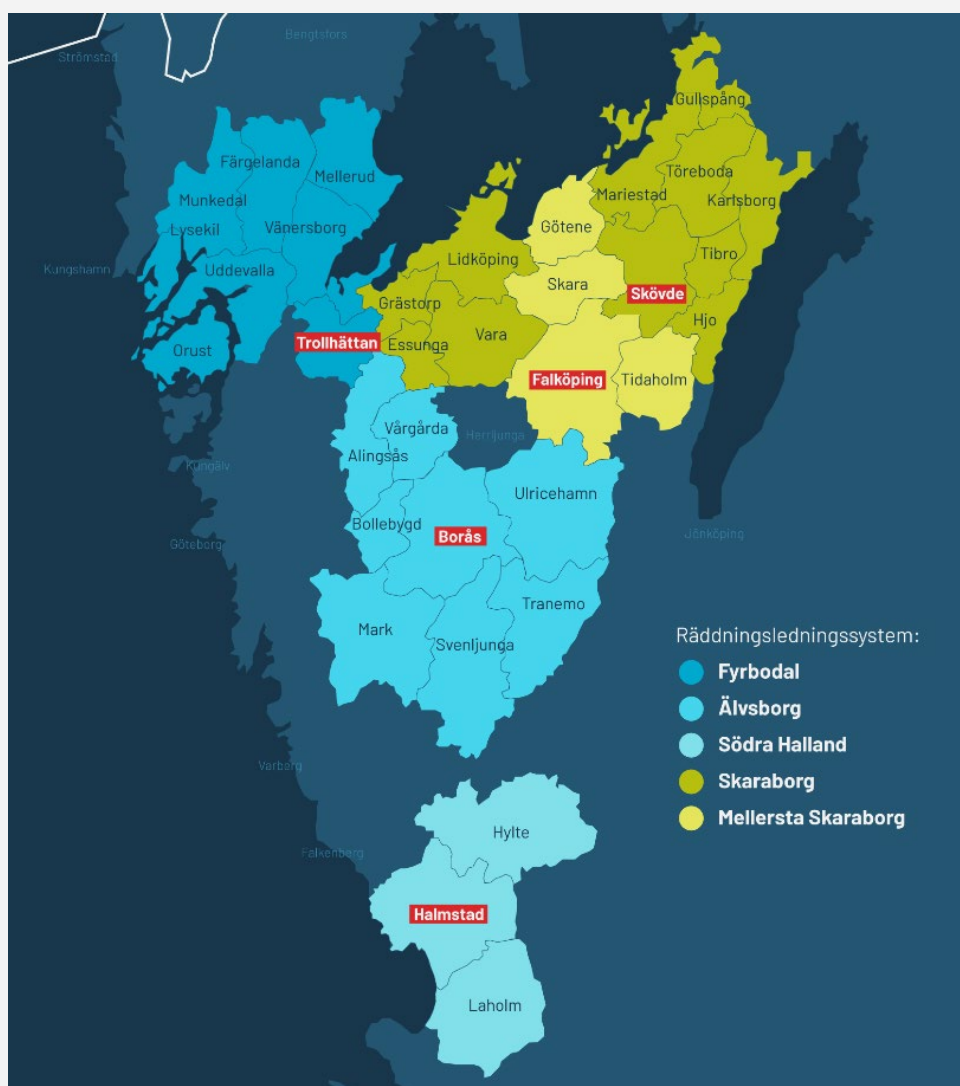 Bengtsfors
Strömstad
Gullspång
Färgelanda
Töreboda
Mellerud
Mariestad
Munkedal
Karlsborg
Vänersborg
Götene
Lysekil
Tibro
Lidköping
Kungshamn
Uddevalla
Skara
Skövde
Grästorp
Hjo
Vara
Trollhättan
Essunga
Orust
Falköping
Tidaholm
Vårgårda
Herrljunga
Alingsås
Kungälv
Ulricehamn
Bollebygd
Borås
Jönköping
Göteborg
Tranemo
Mark
Svenljunga
Räddningsledningssystem:
Fyrbodal
Älvsborg
Södra Halland
Skaraborg
Mellersta Skaraborg
Varberg
Hylte
Falkenberg
Halmstad
Laholm